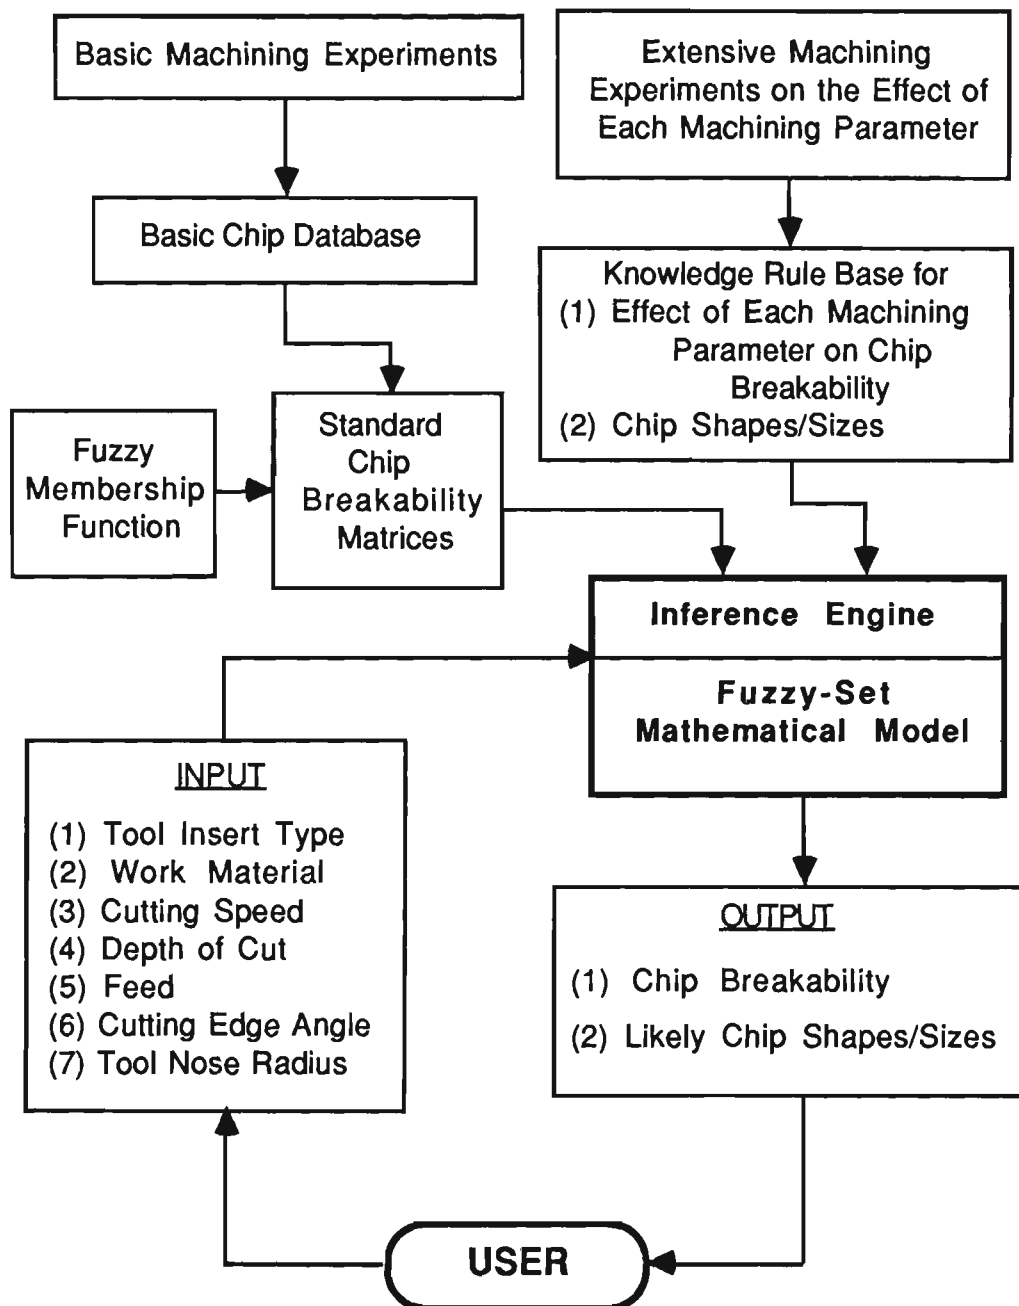 Basic Machining Experiments
Extensive Machining
Experiments on the Effect of
Each Machining Parameter
Basic Chip Database
Knowledge Rule Base for
(1) Effect of Each Machining
Parameter on Chip
Breakability
(2) Chip Shapes/Sizes
Fuzzy
Membership
Function
Standard
Chip
Breakability
Matrices
Inference Engine
Fuzzy-Set
Mathematical Model
INPUT
(1) Tool Insert Type
(2) Work Material
(3) Cutting Speed
(4) Depth of Cut
(5) Feed
(6) Cutting Edge Angle
(7) Tool Nose Radius
OUTPUT
(1) Chip Breakability
(2) Likely Chip Shapes/Sizes
USER